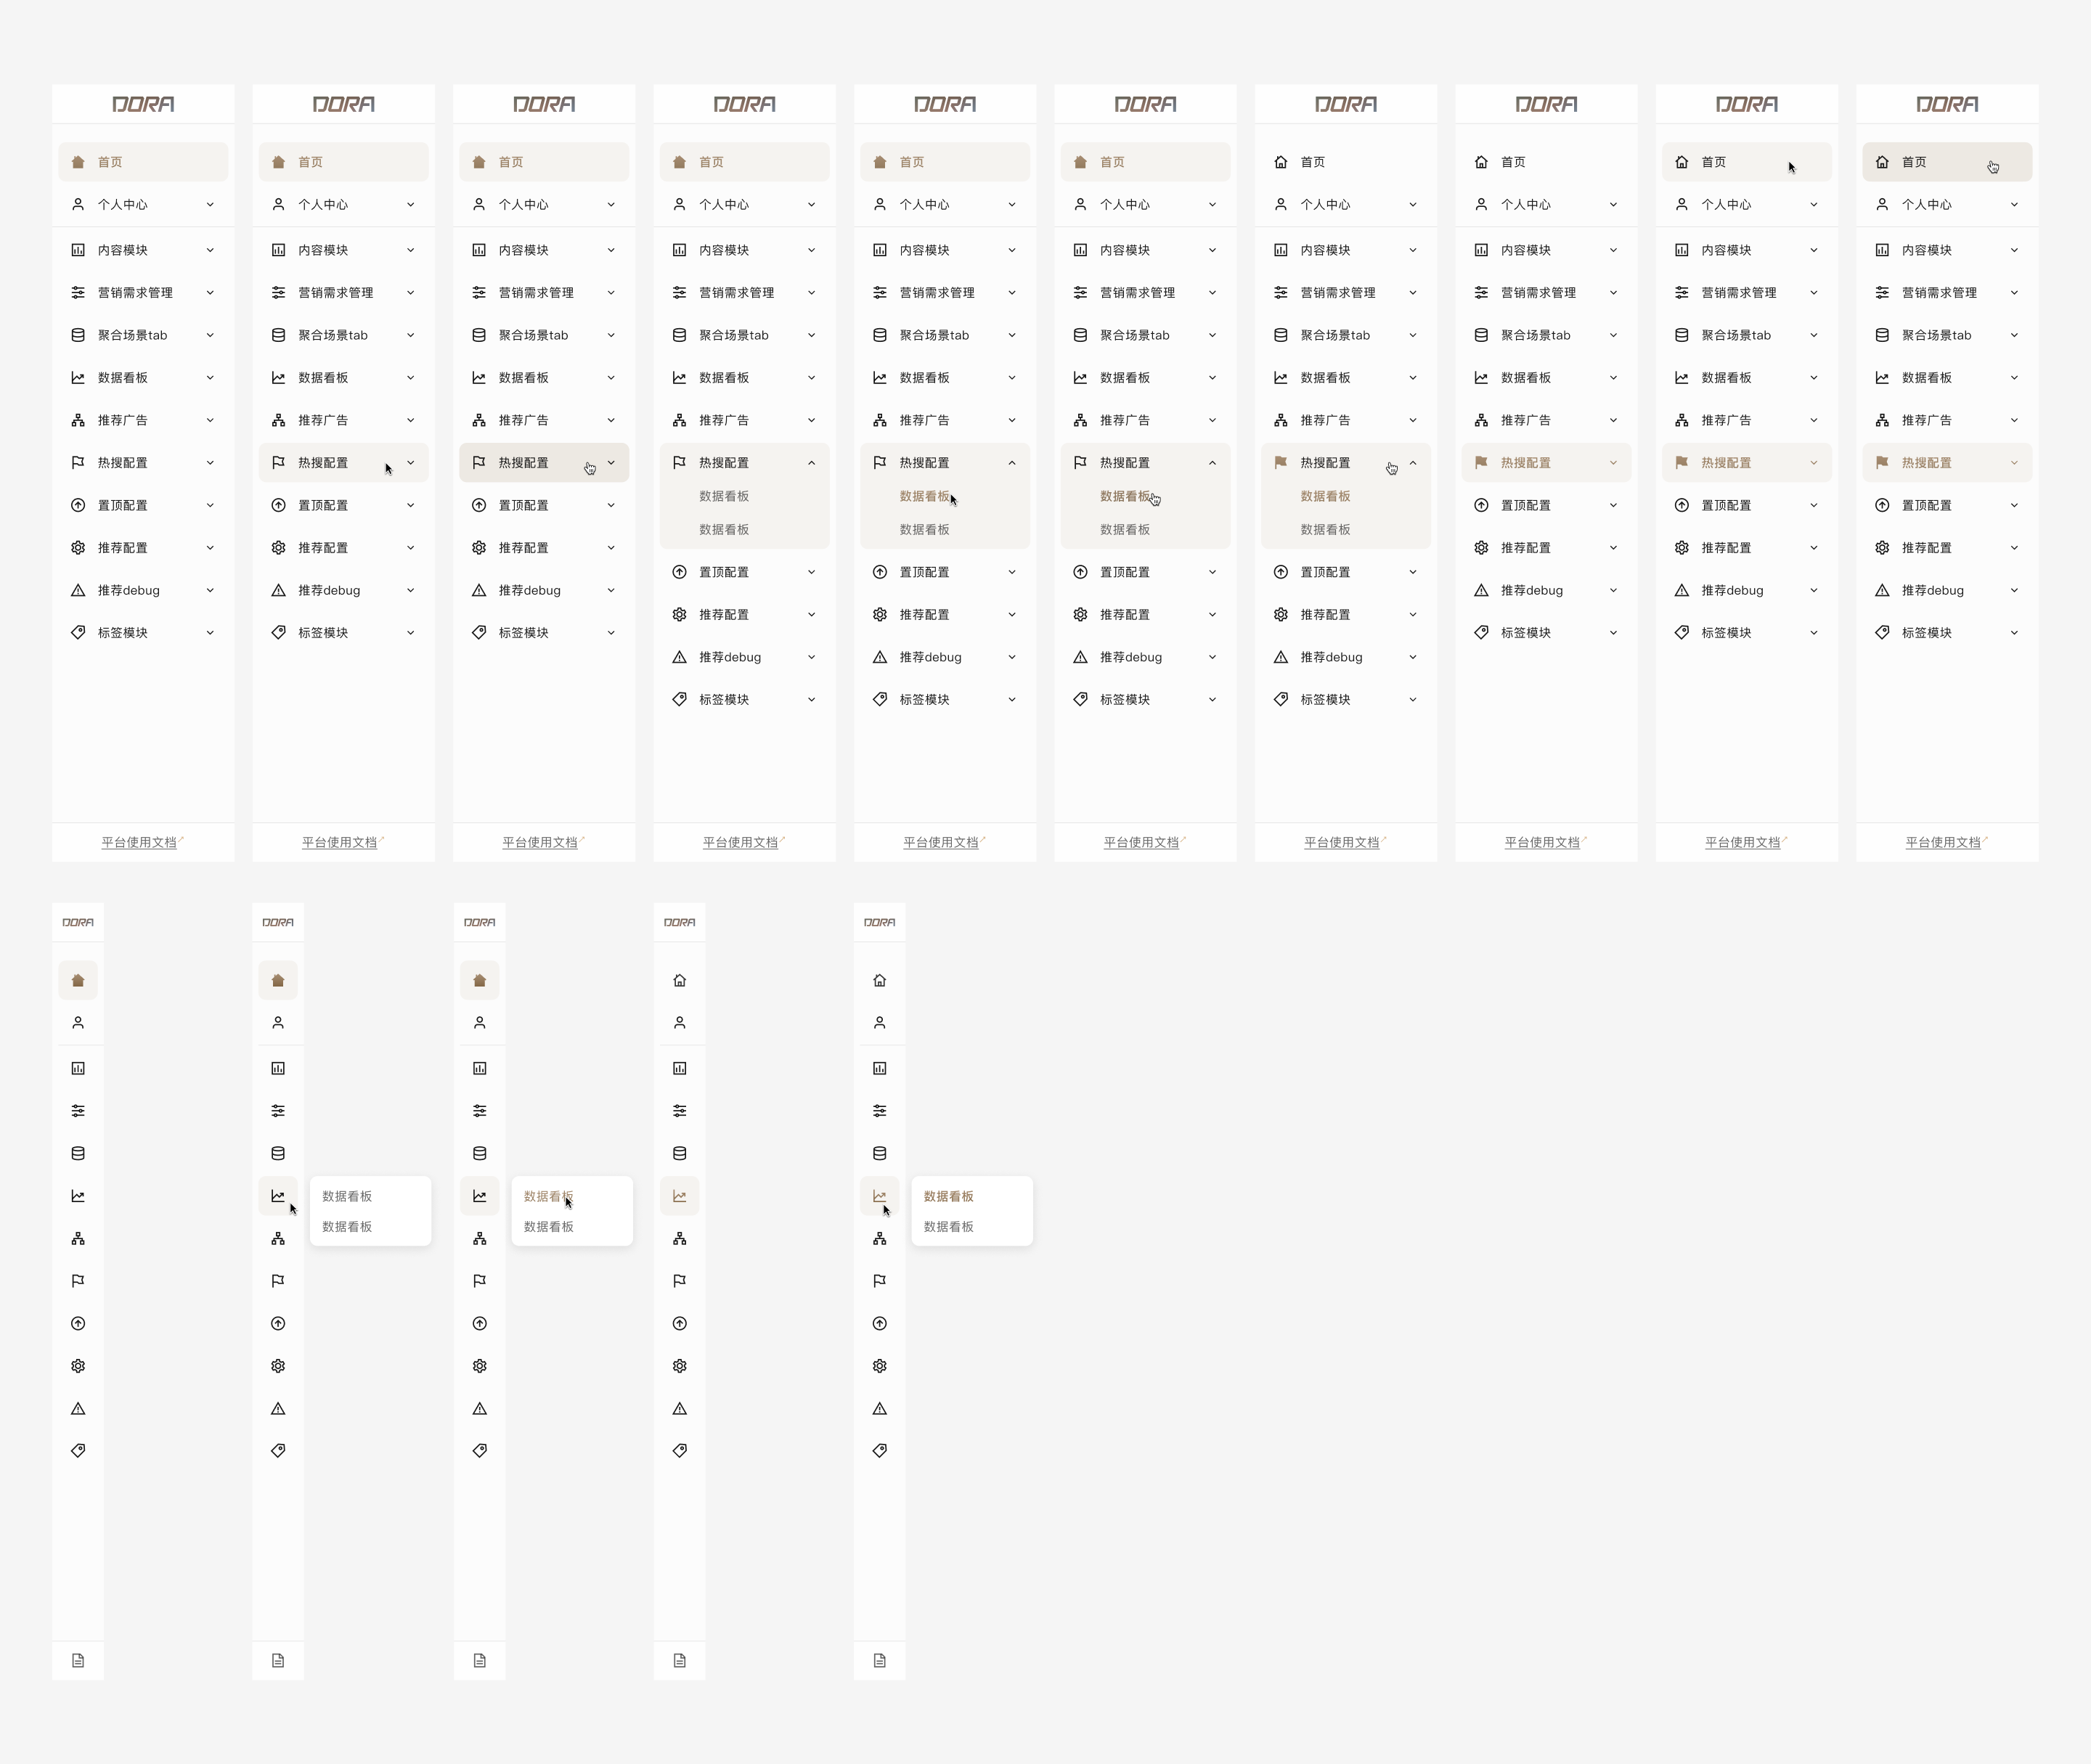 DORA
首页
个人中心
内容模块
营销需求管理
聚合场景tab
数据看板
推荐广告
热搜配置
置顶配置
推荐配置
推荐debug
标签模块
平台使用文档
DORA
首页
个人中心
内容模块
营销需求管理
聚合场景tab
数据看板
推荐广告
热搜配置
置顶配置
推荐配置
推荐debug
标签模块
平台使用文档
DORA
首页
个人中心
内容模块
营销需求管理
聚合场景tab
数据看板
推荐广告
热搜配置
置顶配置
推荐配置
推荐debug
标签模块
平台使用文档
DORA
首页
个人中心
内容模块
营销需求管理
聚合场景tab
数据看板
推荐广告
热搜配置
数据看板
数据看板
置顶配置
推荐配置
推荐debug
标签模块
平台使用文档
DORA
首页
个人中心
内容模块
营销需求管理
聚合场景tab
数据看板
推荐广告
热搜配置
数据看板
数据看板
置顶配置
推荐配置
推荐debug
标签模块
平台使用文档
DORA
首页
个人中心
内容模块
营销需求管理
聚合场景tab
数据看板
推荐广告
热搜配置
数据看板
数据看板
置顶配置
推荐配置
推荐debug
标签模块
平台使用文档
DORA
首页
个人中心
内容模块
营销需求管理
聚合场景tab
数据看板
推荐广告
热搜配置
数据看板
数据看板
置顶配置
推荐配置
推荐debug
标签模块
平台使用文档
DORA
首页
个人中心
内容模块
营销需求管理
聚合场景tab
数据看板
推荐广告
热搜配置
置顶配置
推荐配置
推荐debug
标签模块
平台使用文档
DORA
首页
个人中心
内容模块
营销需求管理
聚合场景tab
数据看板
推荐广告
热搜配置
置顶配置
推荐配置
推荐debug
标签模块
平台使用文档
DORA
首页
个人中心
内容模块
营销需求管理
聚合场景tab
数据看板
推荐广告
热搜配置
置顶配置
推荐配置
推荐debug
标签模块
平台使用文档
DORA
DORA
数据看板
数据看板
DORA
数据看板
数据看板
DORA
DORA
数据看板
数据看板